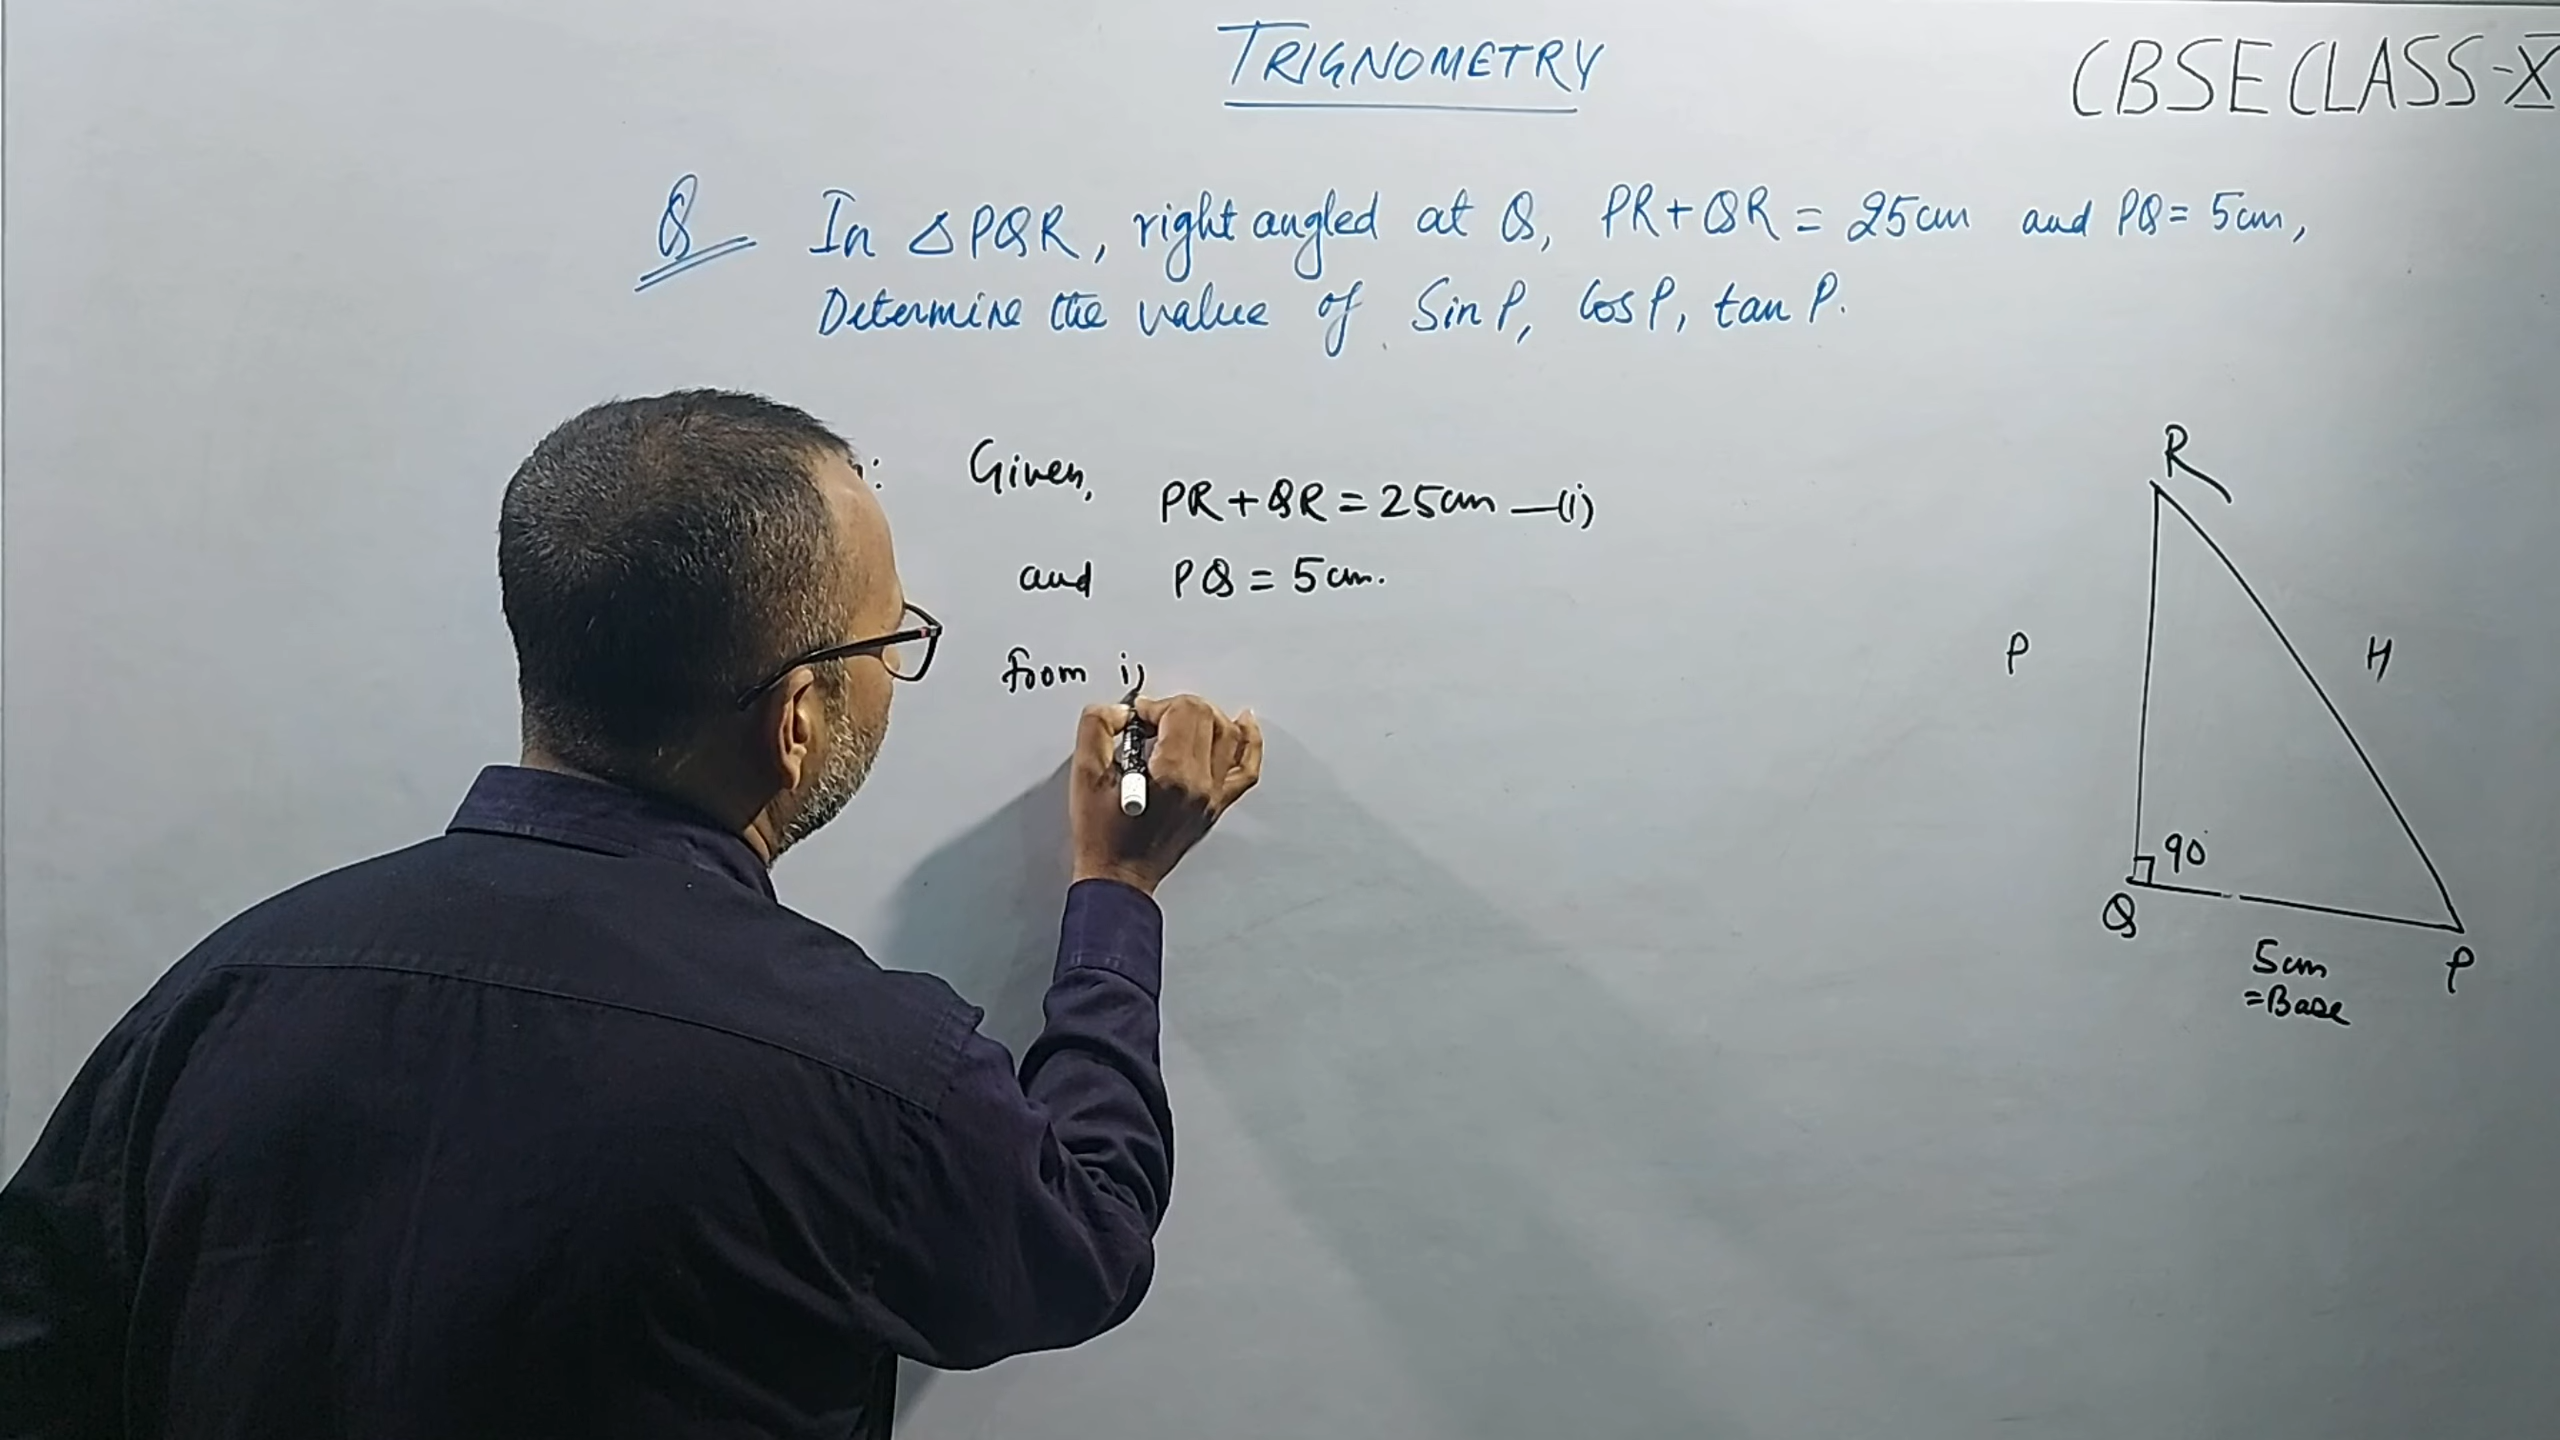 TRIGNOMETRY
CBSE CLASS-X
Q In △PQR, right angled at Q, PR+QR = 25cm and PQ = 5cm,
Determine the value of Sin P, Cos P, tan P.
: Given, PR + QR = 25cm —(i)
and PQ = 5cm.
from i)
R
P
H
90°
Q
5cm
=Base
P